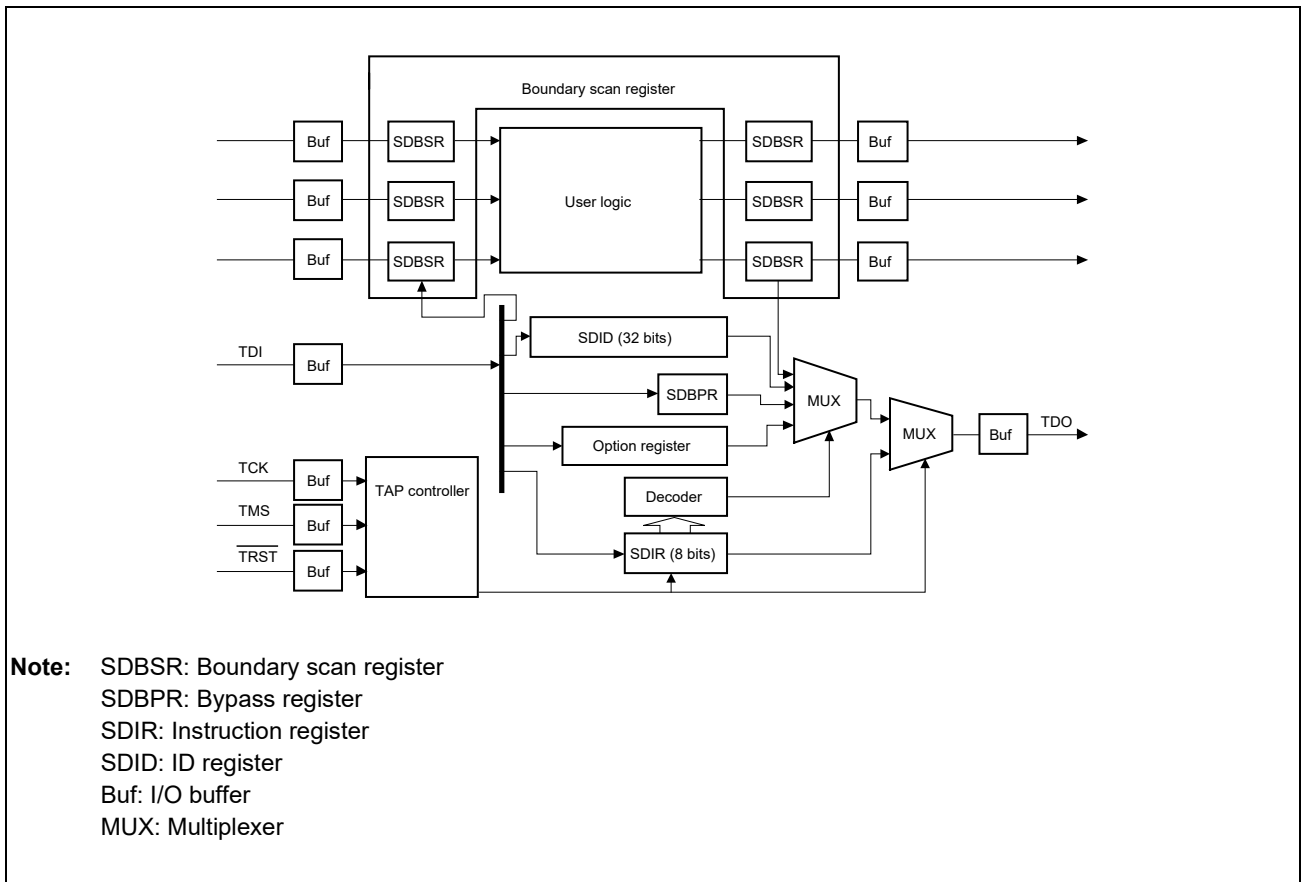 Boundary scan register
Buf SDBSR SDBSR Buf
Buf SDBSR User logic SDBSR Buf
Buf SDBSR SDBSR Buf
TDI Buf SDID (32 bits)
SDBPR MUX
Option register MUX Buf TDO
TCK Buf TAP controller Decoder
TMS Buf
TRST Buf SDIR (8 bits)
Note: SDBSR: Boundary scan register
SDBPR: Bypass register
SDIR: Instruction register
SDID: ID register
Buf: I/O buffer
MUX: Multiplexer